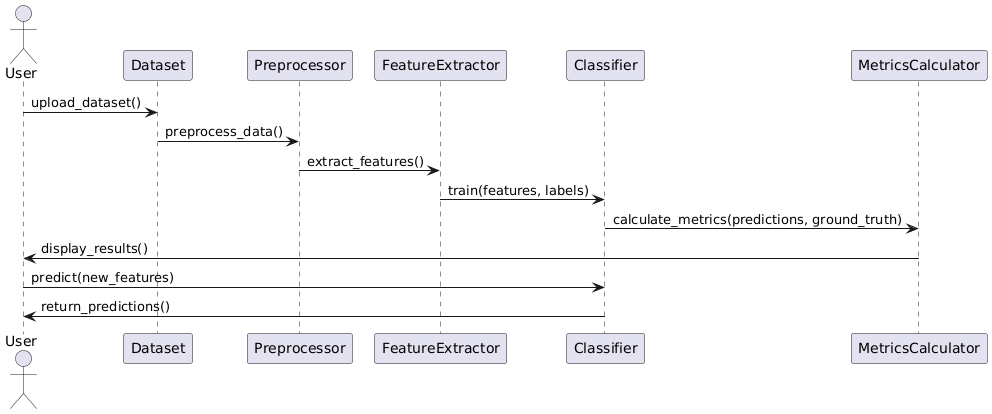 User
Dataset
Preprocessor
FeatureExtractor
Classifier
MetricsCalculator
upload_dataset()
preprocess_data()
extract_features()
train(features, labels)
calculate_metrics(predictions, ground_truth)
display_results()
predict(new_features)
return_predictions()
User
Dataset
Preprocessor
FeatureExtractor
Classifier
MetricsCalculator